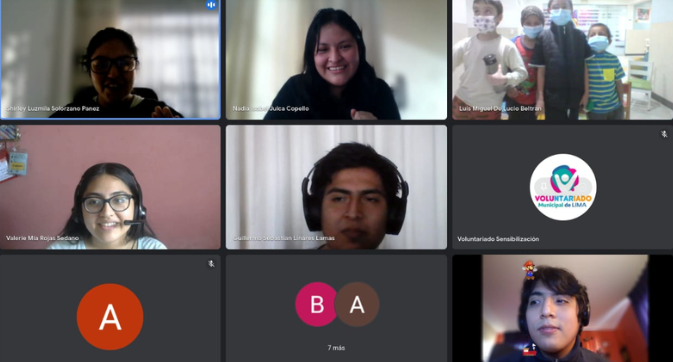 Shirley Luzmila Solorzano Panez
Nadia Julca Copello
Luis Miguel De Lucio Beltrán
Valerie Mia Rojas Sedano
Guillermo Sebastian Linares Lamas
VOLUNTARIADO
Municipal de LIMA
Voluntariado Sensibilización
A
B
A
7 más